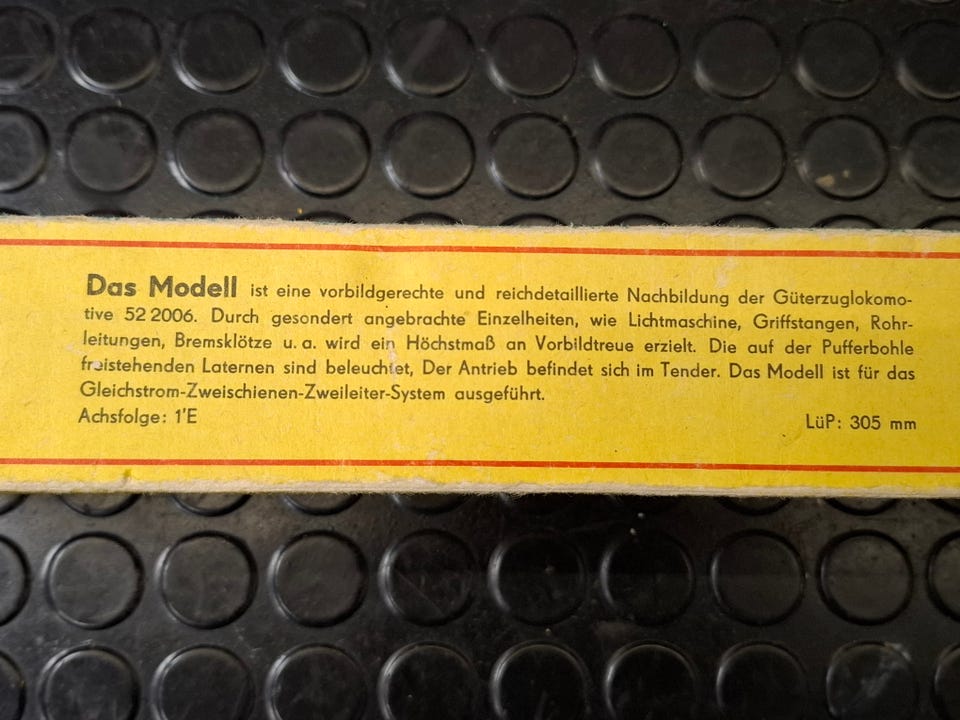 Das Modell ist eine vorbildgerechte und reichdetaillierte Nachbildung der Güterzuglokomo-
tive 52 2006. Durch gesondert angebrachte Einzelheiten, wie Lichtmaschine, Griffstangen, Rohr-
leitungen, Bremsklötze u. a. wird ein Höchstmaß an Vorbildtreue erzielt. Die auf der Pufferbohle
freistehenden Laternen sind beleuchtet, Der Antrieb befindet sich im Tender. Das Modell ist für das
Gleichstrom-Zweischienen-Zweileiter-System ausgeführt.
Achsfolge: 1'E LüP: 305 mm